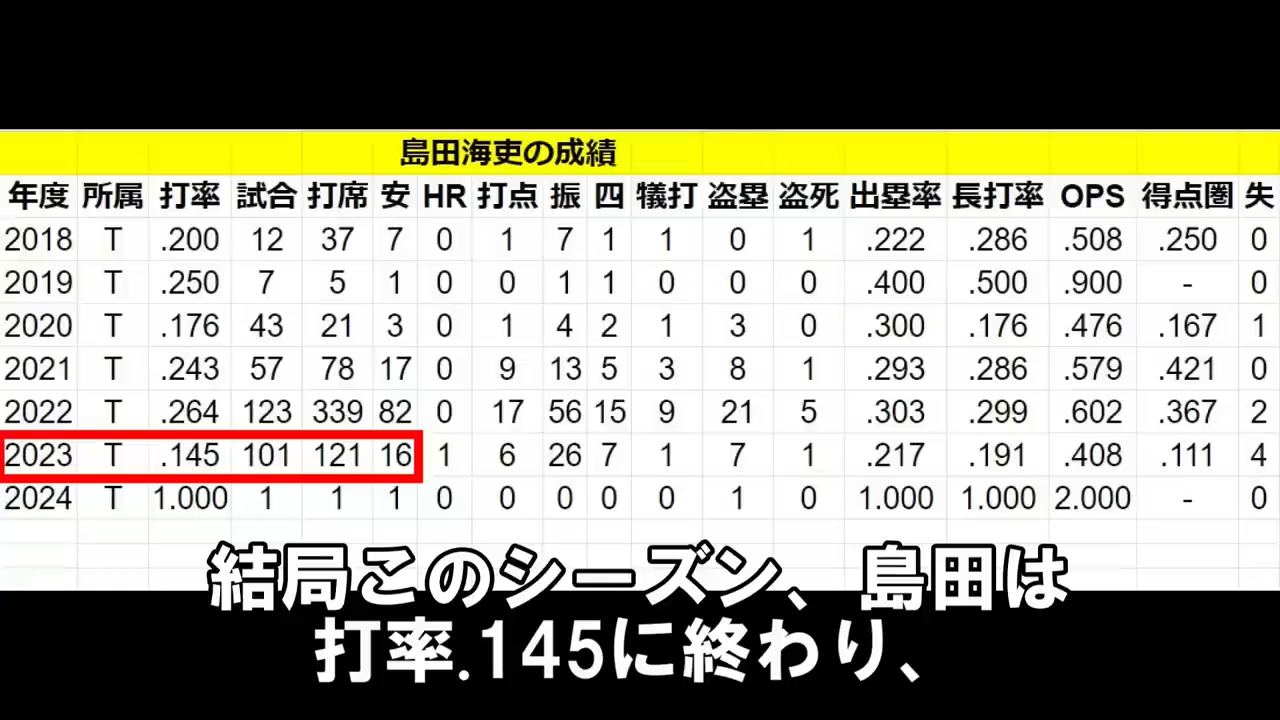 島田海吏の成績
年度 所属 打率 試合 打席 安 HR 打点 振 四 犠打 盗塁 盗死 出塁率 長打率 OPS 得点圏 失
2018 T .200 12 37 7 0 1 7 1 1 0 1 .222 .286 .508 .250 0
2019 T .250 7 5 1 0 0 1 1 0 0 0 .400 .500 .900 - 0
2020 T .176 43 21 3 0 1 4 2 1 3 0 .300 .176 .476 .167 1
2021 T .243 57 78 17 0 9 13 5 3 8 1 .293 .286 .579 .421 0
2022 T .264 123 339 82 0 17 56 15 9 21 5 .303 .299 .602 .367 2
2023 T .145 101 121 16 1 6 26 7 1 7 1 .217 .191 .408 .111 4
2024 T 1.000 1 1 1 0 0 0 0 0 1 0 1.000 1.000 2.000 - 0
結局このシーズン、島田は
打率.145に終わり、